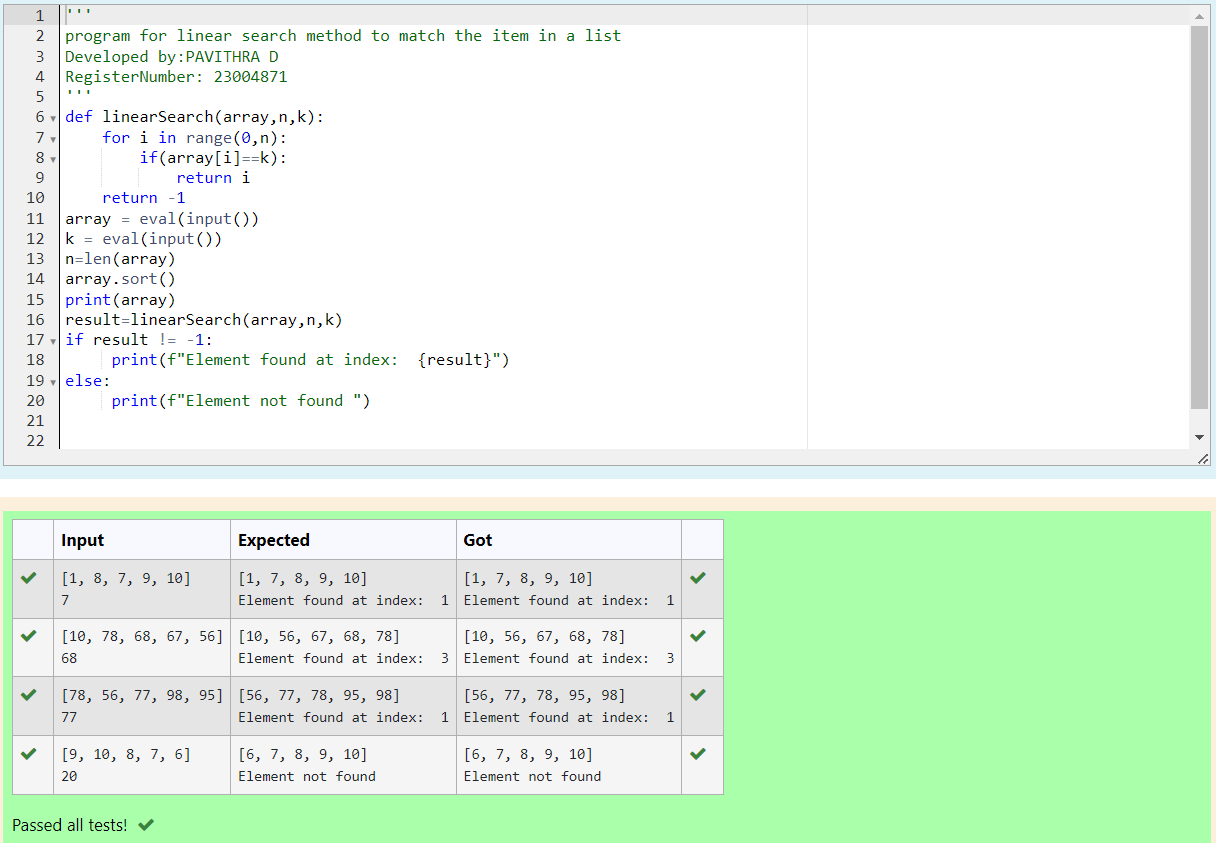 1 '''
2 program for linear search method to match the item in a list
3 Developed by:PAVITHRA D
4 RegisterNumber: 23004871
5 '''
6 def linearSearch(array,n,k):
7     for i in range(0,n):
8         if(array[i]==k):
9             return i
10     return -1
11 array = eval(input())
12 k = eval(input())
13 n=len(array)
14 array.sort()
15 print(array)
16 result=linearSearch(array,n,k)
17 if result != -1:
18      print(f"Element found at index:  {result}")
19 else:
20      print(f"Element not found ")
21
22
Input Expected Got
[1, 8, 7, 9, 10] [1, 7, 8, 9, 10] [1, 7, 8, 9, 10]
7 Element found at index:  1 Element found at index:  1
[10, 78, 68, 67, 56] [10, 56, 67, 68, 78] [10, 56, 67, 68, 78]
68 Element found at index:  3 Element found at index:  3
[78, 56, 77, 98, 95] [56, 77, 78, 95, 98] [56, 77, 78, 95, 98]
77 Element found at index:  1 Element found at index:  1
[9, 10, 8, 7, 6] [6, 7, 8, 9, 10] [6, 7, 8, 9, 10]
20 Element not found Element not found
Passed all tests!